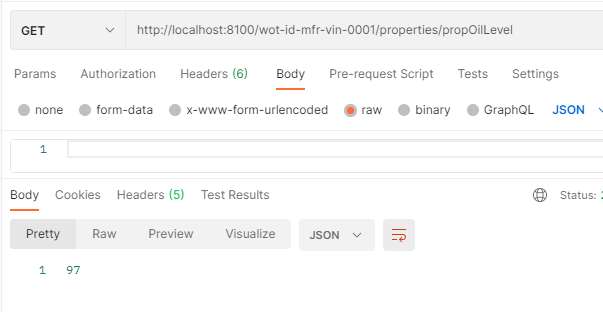 GET http://localhost:8100/wot-id-mfr-vin-0001/properties/propOilLevel
Params Authorization Headers (6) Body Pre-request Script Tests Settings
none form-data x-www-form-urlencoded raw binary GraphQL JSON
1
Body Cookies Headers (5) Test Results Status: 2
Pretty Raw Preview Visualize JSON
1 97